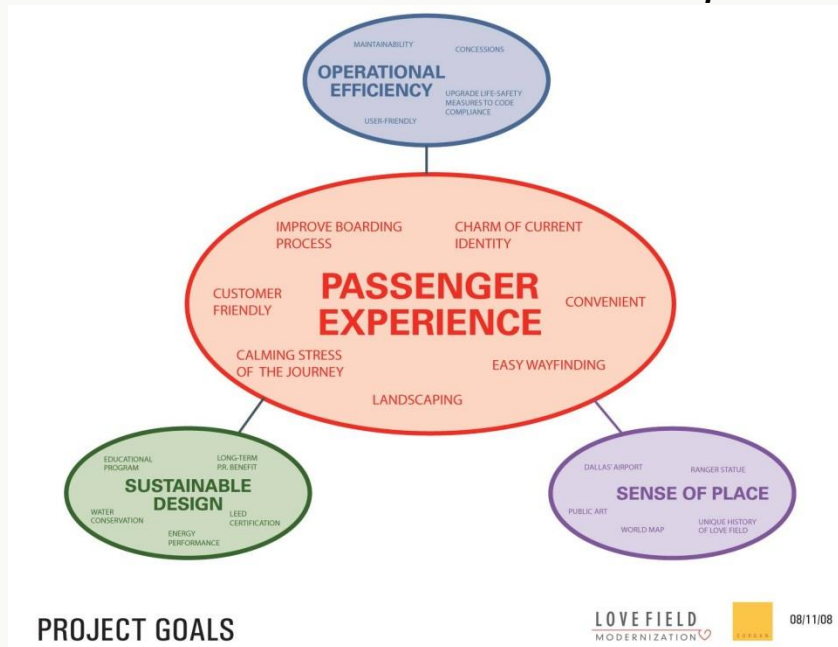 MAINTAINABILITY
CONCESSIONS
OPERATIONAL
EFFICIENCY
UPGRADE LIFE-SAFETY
MEASURES TO CODE
COMPLIANCE
USER-FRIENDLY
IMPROVE BOARDING
PROCESS
CHARM OF CURRENT
IDENTITY
PASSENGER
EXPERIENCE
CUSTOMER
FRIENDLY
CONVENIENT
CALMING STRESS
OF THE JOURNEY
EASY WAYFINDING
LANDSCAPING
EDUCATIONAL
PROGRAM
LONG-TERM
P.R. BENEFIT
SUSTAINABLE
DESIGN
WATER
CONSERVATION
LEED
CERTIFICATION
ENERGY
PERFORMANCE
DALLAS' AIRPORT
RANGER STATUE
SENSE OF PLACE
PUBLIC ART
WORLD MAP
UNIQUE HISTORY
OF LOVE FIELD
PROJECT GOALS
LOVE FIELD
MODERNIZATION
08/11/08